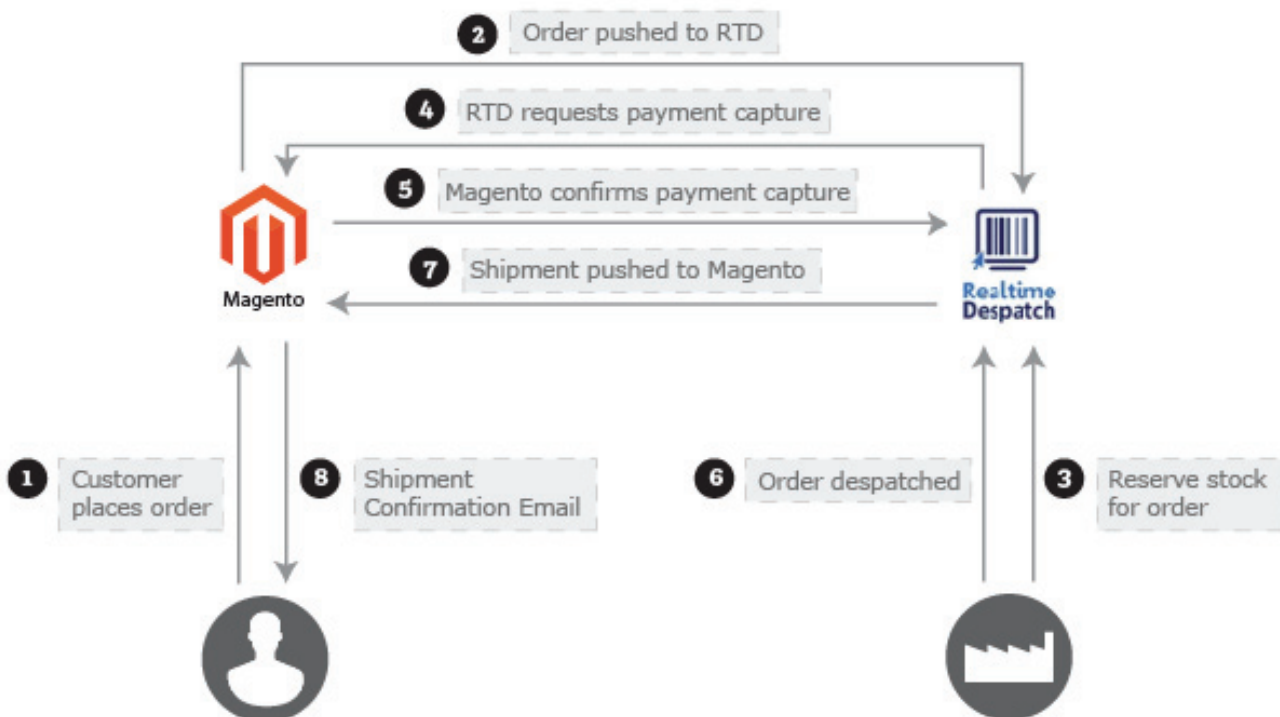 2 Order pushed to RTD
4 RTD requests payment capture
5 Magento confirms payment capture
7 Shipment pushed to Magento
Magento
Realtime
Despatch
1 Customer
places order
8 Shipment
Confirmation Email
6 Order despatched
3 Reserve stock
for order